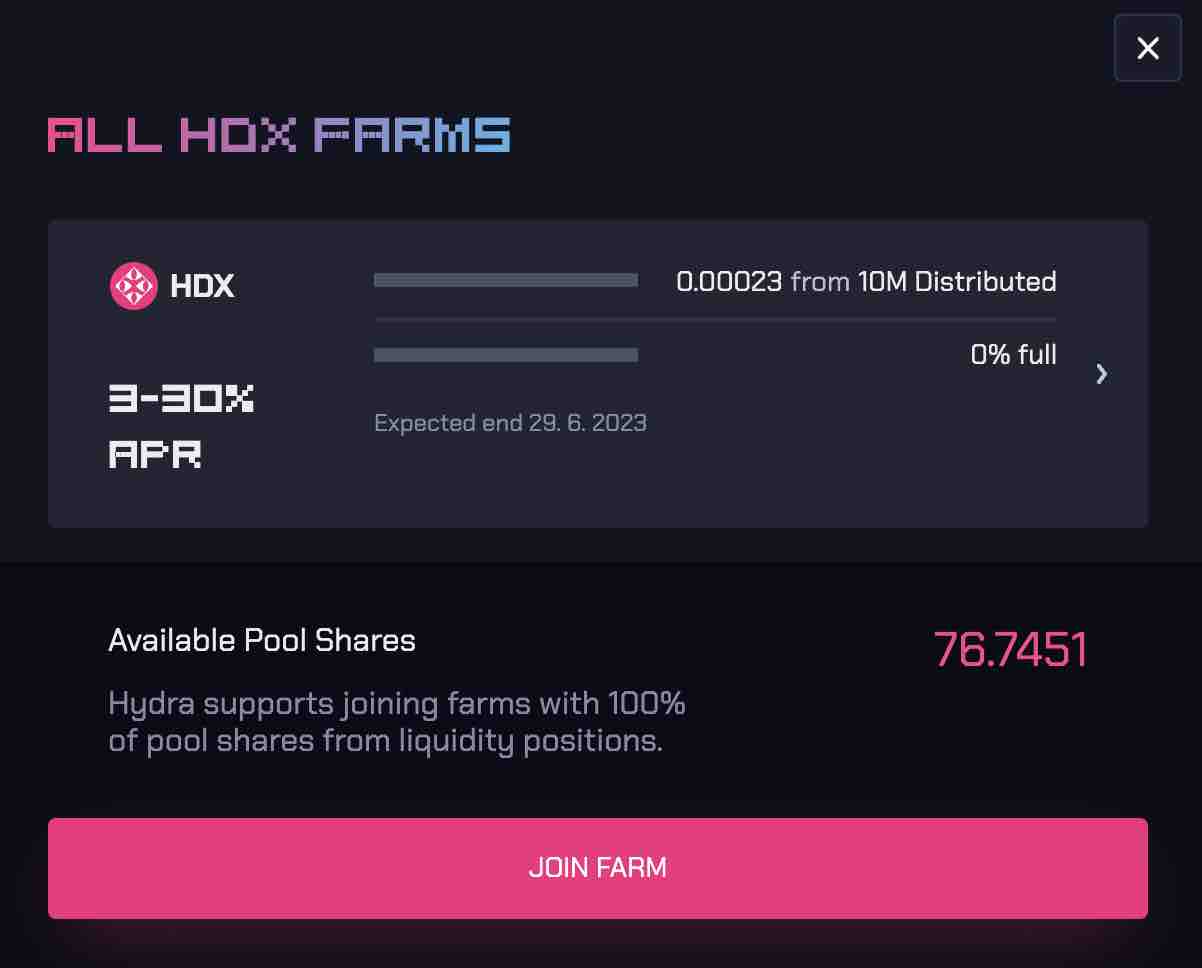 ALL HDX FARMS
HDX
0.00023 from 10M Distributed
0% full
3-30%
APR
Expected end 29. 6. 2023
Available Pool Shares
76.7451
Hydra supports joining farms with 100%
of pool shares from liquidity positions.
JOIN FARM